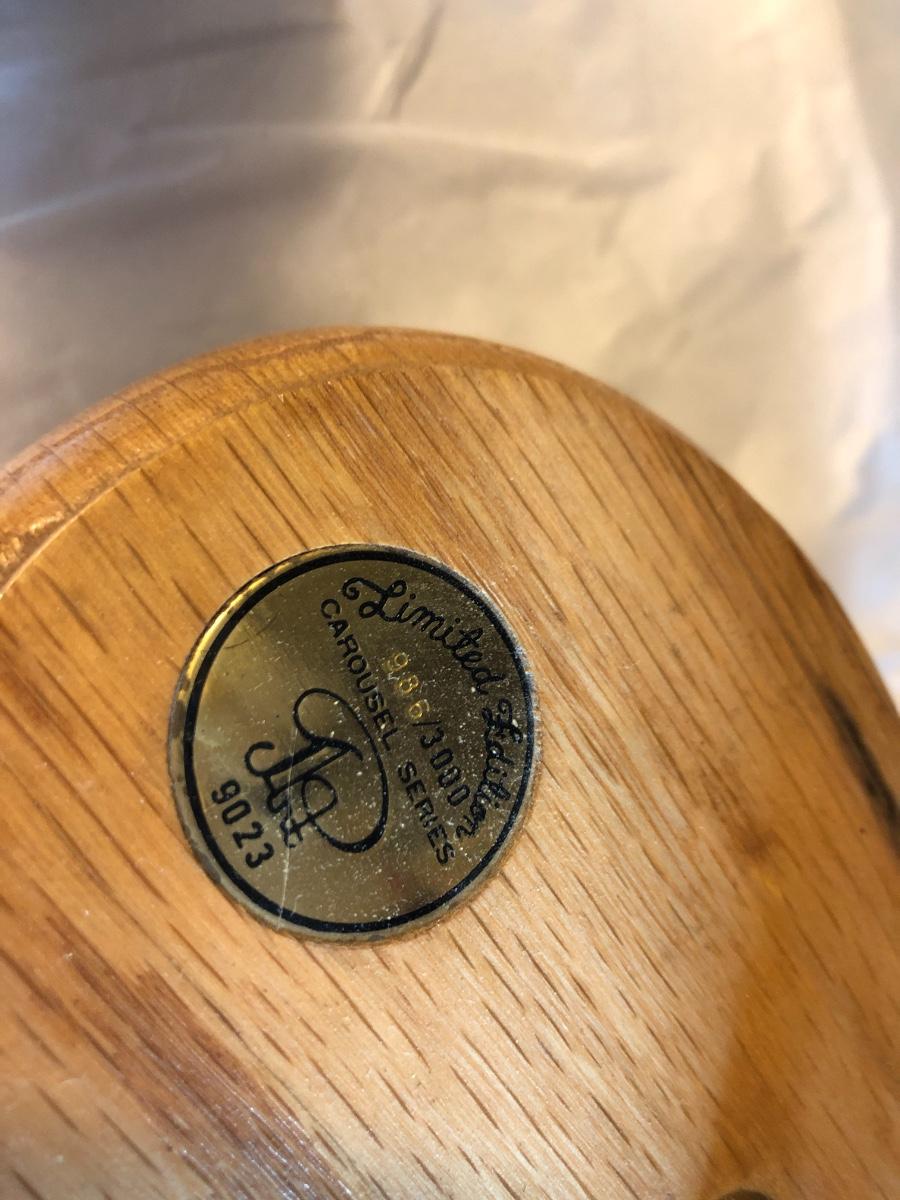 Limited Edition
986/3000
CAROUSEL SERIES
9023